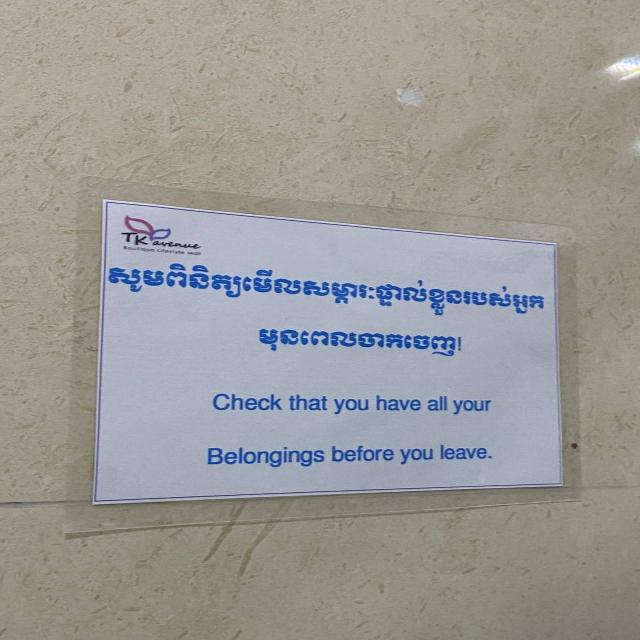 TK avenue
Boutique Lifestyle Mall
សូមពិនិត្យមើលសម្ភារ:ផ្ទាល់ខ្លួនរបស់អ្នក
មុនពេលចាកចេញ!
Check that you have all your
Belongings before you leave.